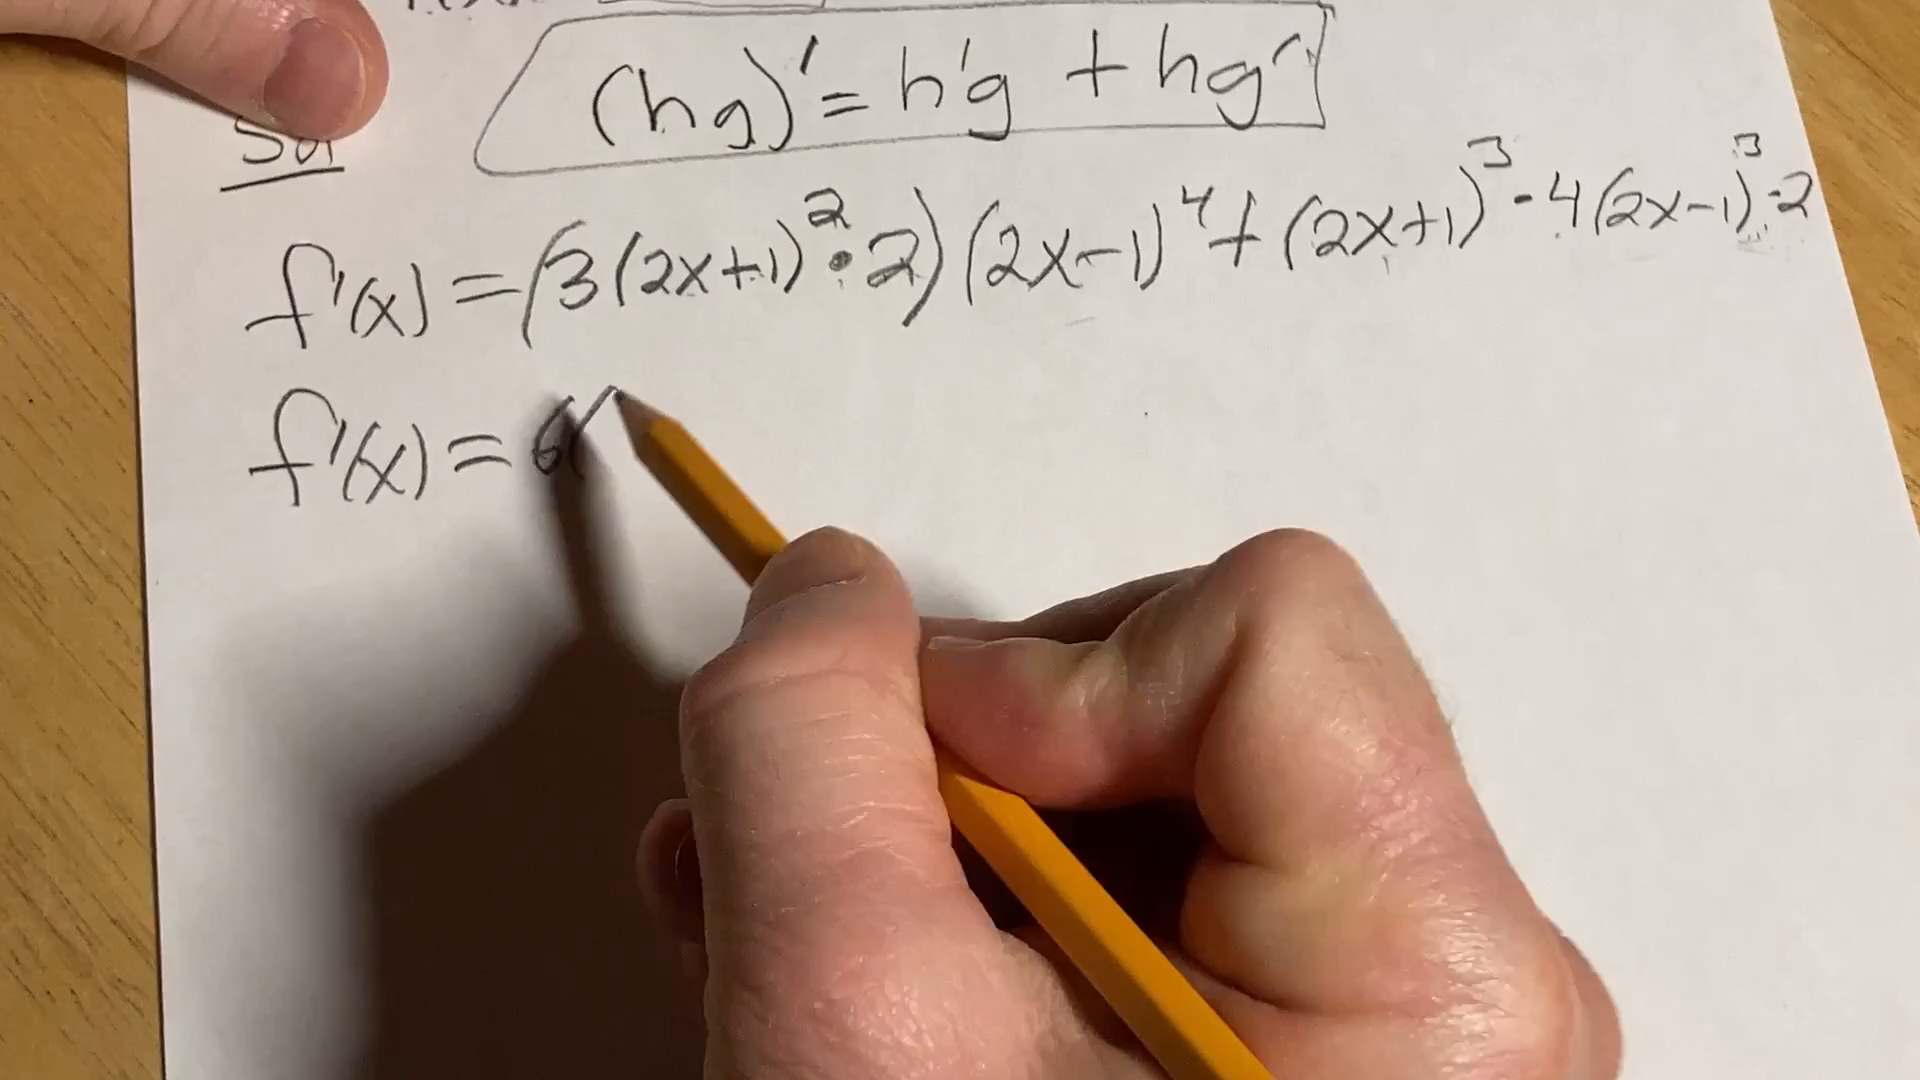 (hg)' = h'g + hg'
Sol
f'(x) = (3(2x+1)^2 • 2)(2x-1)^4 + (2x+1)^3 · 4(2x-1)^3 · 2
f'(x) = 6(